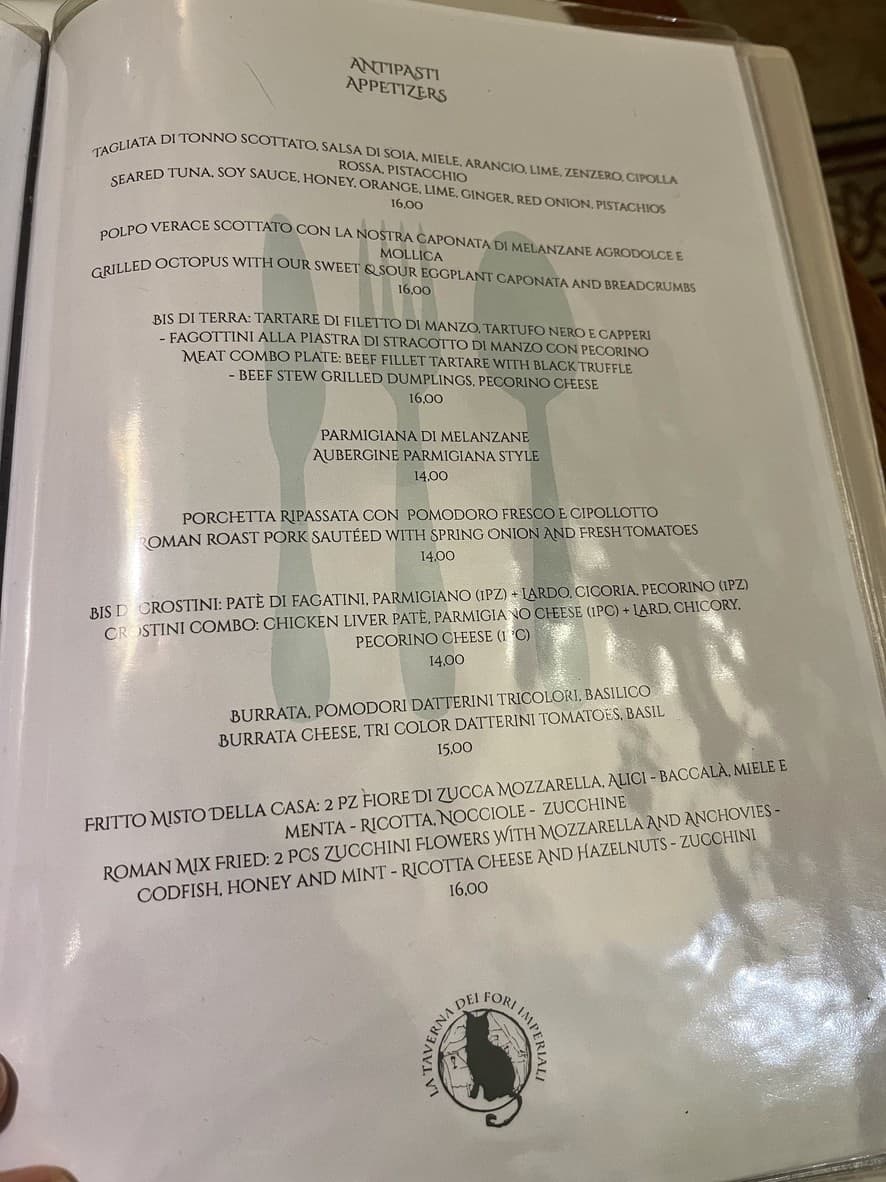 ANTIPASTI
APPETIZERS
TAGLIATA DI TONNO SCOTTATO, SALSA DI SOIA, MIELE, ARANCIO, LIME, ZENZERO, CIPOLLA
ROSSA, PISTACCHIO
SEARED TUNA, SOY SAUCE, HONEY, ORANGE, LIME, GINGER, RED ONION, PISTACHIOS
16,00
POLPO VERACE SCOTTATO CON LA NOSTRA CAPONATA DI MELANZANE AGRODOLCE E
MOLLICA
GRILLED OCTOPUS WITH OUR SWEET & SOUR EGGPLANT CAPONATA AND BREADCRUMBS
16,00
BIS DI TERRA: TARTARE DI FILETTO DI MANZO, TARTUFO NERO E CAPPERI
- FAGOTTINI ALLA PIASTRA DI STRACOTTO DI MANZO CON PECORINO
MEAT COMBO PLATE: BEEF FILLET TARTARE WITH BLACK TRUFFLE
- BEEF STEW GRILLED DUMPLINGS, PECORINO CHEESE
16,00
PARMIGIANA DI MELANZANE
AUBERGINE PARMIGIANA STYLE
14,00
PORCHETTA RIPASSATA CON POMODORO FRESCO E CIPOLLOTTO
ROMAN ROAST PORK SAUTÉED WITH SPRING ONION AND FRESH TOMATOES
14,00
BIS DI CROSTINI: PATÈ DI FAGATINI, PARMIGIANO (1PZ) + LARDO, CICORIA, PECORINO (1PZ)
CROSTINI COMBO: CHICKEN LIVER PATÈ, PARMIGIANO CHEESE (1PC) + LARD, CHICORY,
PECORINO CHEESE (1PC)
14,00
BURRATA, POMODORI DATTERINI TRICOLORI, BASILICO
BURRATA CHEESE, TRI COLOR DATTERINI TOMATOES, BASIL
15,00
FRITTO MISTO DELLA CASA: 2 PZ FIORE DI ZUCCA MOZZARELLA, ALICI - BACCALÀ, MIELE E
MENTA - RICOTTA, NOCCIOLE - ZUCCHINE
ROMAN MIX FRIED: 2 PCS ZUCCHINI FLOWERS WITH MOZZARELLA AND ANCHOVIES -
CODFISH, HONEY AND MINT - RICOTTA CHEESE AND HAZELNUTS - ZUCCHINI
16,00
LA TAVERNA DEI FORI IMPERIALI